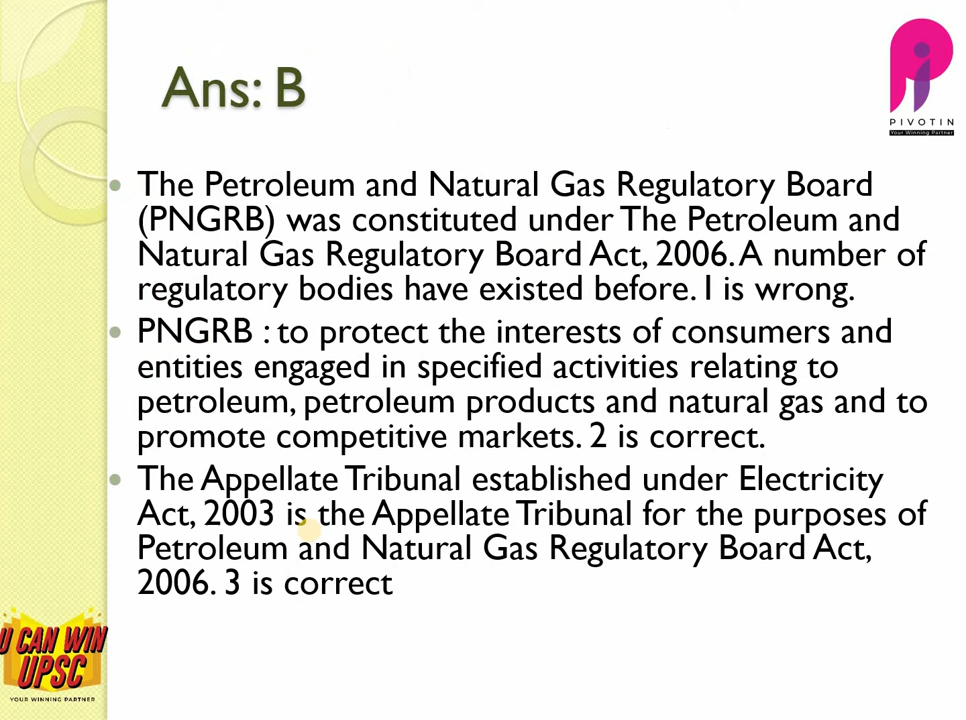 Ans: B
PIVOTIN
Your Winning Partner
The Petroleum and Natural Gas Regulatory Board
(PNGRB) was constituted under The Petroleum and
Natural Gas Regulatory Board Act, 2006. A number of
regulatory bodies have existed before. 1 is wrong.
PNGRB : to protect the interests of consumers and
entities engaged in specified activities relating to
petroleum, petroleum products and natural gas and to
promote competitive markets. 2 is correct.
The Appellate Tribunal established under Electricity
Act, 2003 is the Appellate Tribunal for the purposes of
Petroleum and Natural Gas Regulatory Board Act,
2006. 3 is correct
U CAN WIN
UPSC
YOUR WINNING PARTNER